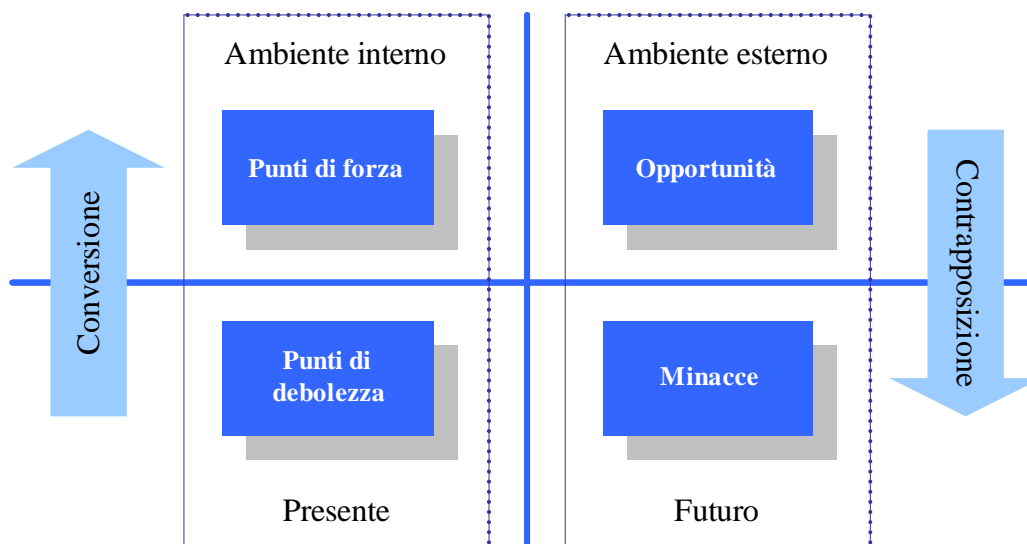 Ambiente interno
Ambiente esterno
Punti di forza
Opportunità
Conversione
Contrapposizione
Punti di
debolezza
Minacce
Presente
Futuro